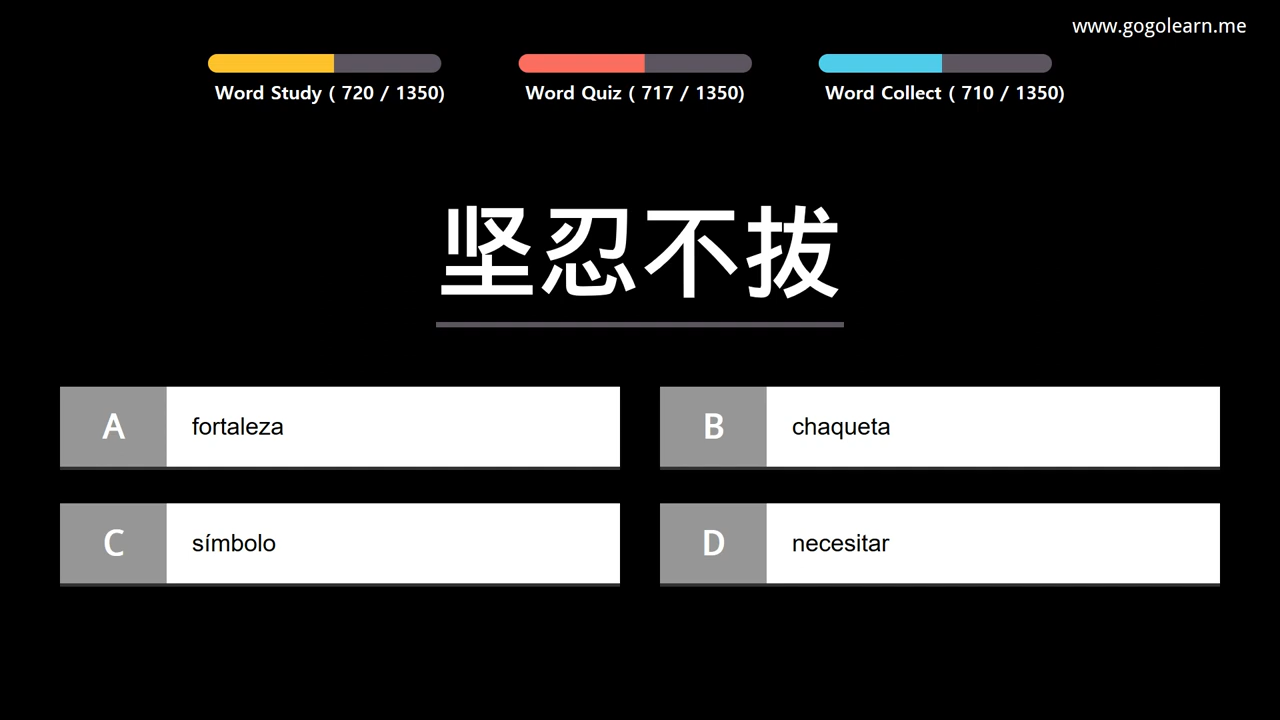 www.gogolearn.me
Word Study ( 720 / 1350)
Word Quiz ( 717 / 1350)
Word Collect ( 710 / 1350)
坚忍不拔
A fortaleza
B chaqueta
C símbolo
D necesitar